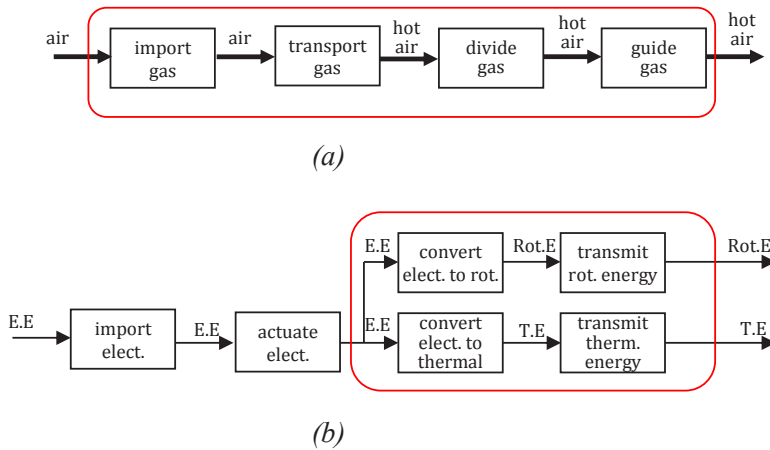 air
import
gas
air
transport
gas
hot
air
divide
gas
hot
air
guide
gas
hot
air
(a)
E.E
import
elect.
E.E
actuate
elect.
E.E
convert
elect. to rot.
Rot.E
transmit
rot. energy
Rot.E
E.E
convert
elect. to
thermal
T.E
transmit
therm.
energy
T.E
(b)